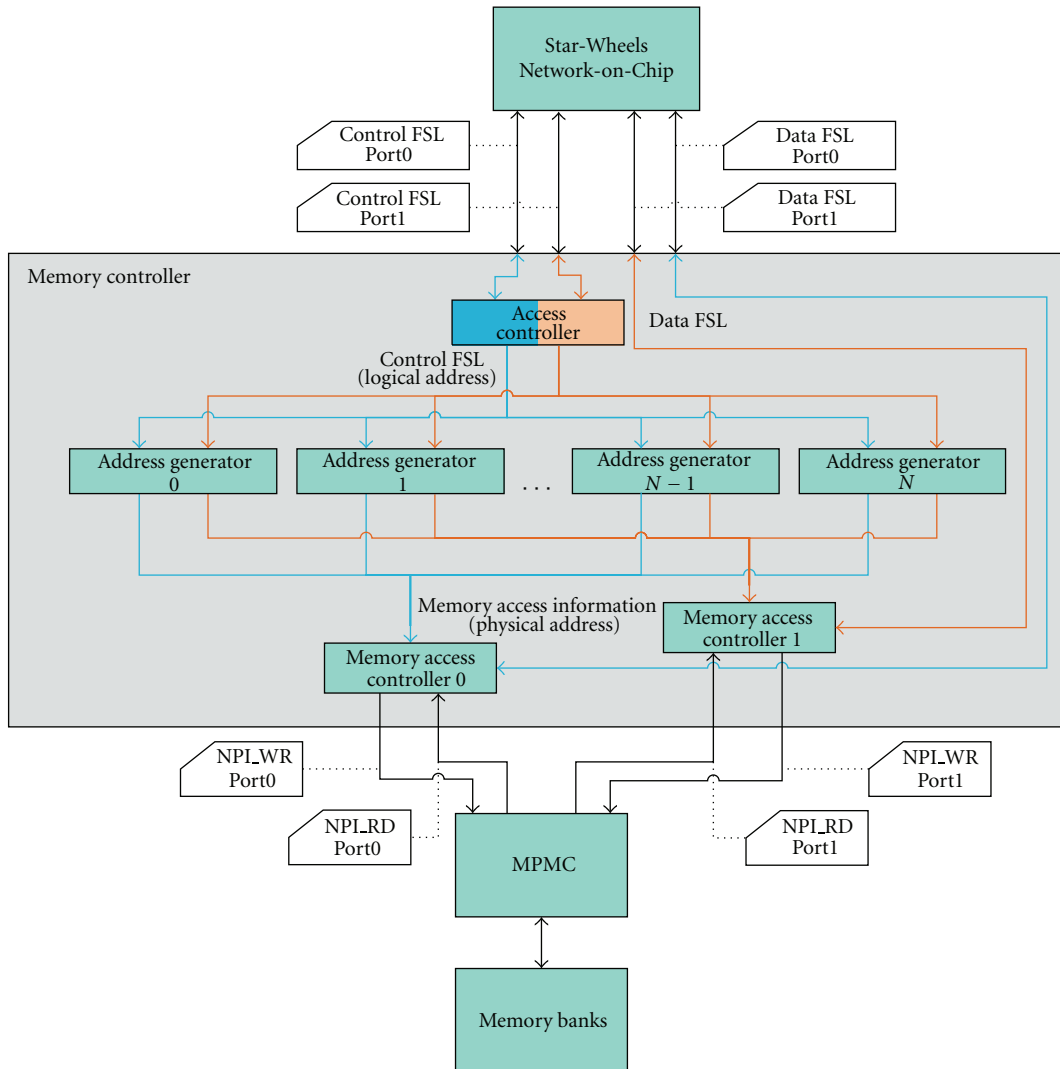 Star-Wheels
Network-on-Chip
Control FSL
Port0
Data FSL
Port0
Control FSL
Port1
Data FSL
Port1
Memory controller
Access
controller
Data FSL
Control FSL
(logical address)
Address generator
0
Address generator
1
. . .
Address generator
N − 1
Address generator
N
Memory access information
(physical address)
Memory access
controller 1
Memory access
controller 0
NPI_WR
Port0
NPI_WR
Port1
NPI_RD
Port0
NPI_RD
Port1
MPMC
Memory banks